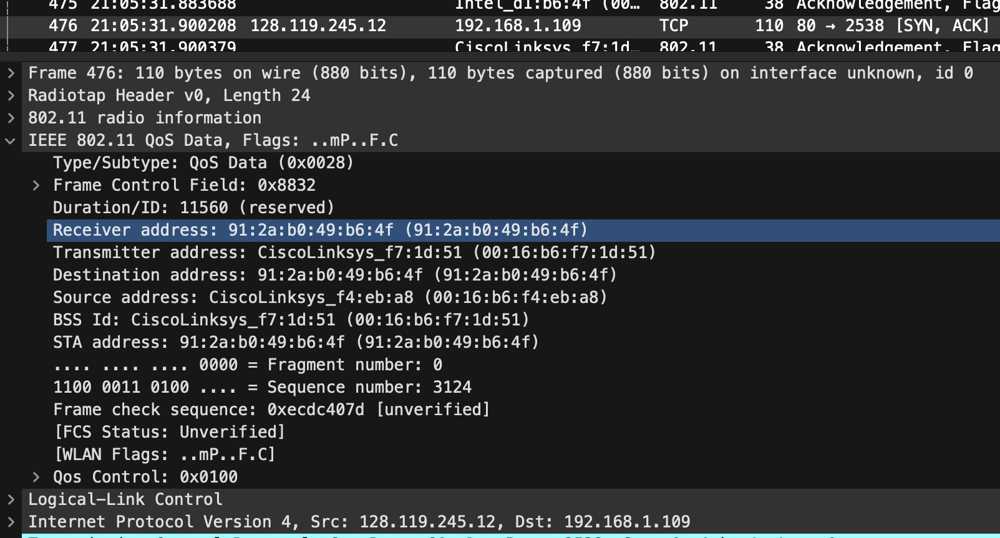 475 21:05:31.883688 Intel_d1:b6:4f (00… 802.11 38 Acknowledgement, Flag
476 21:05:31.900208 128.119.245.12 192.168.1.109 TCP 110 80 → 2538 [SYN, ACK]
477 21:05:31.900379 CiscoLinksys_f7:1d… 802.11 38 Acknowledgement, Flag
Frame 476: 110 bytes on wire (880 bits), 110 bytes captured (880 bits) on interface unknown, id 0
Radiotap Header v0, Length 24
802.11 radio information
IEEE 802.11 QoS Data, Flags: ..mP..F.C
Type/Subtype: QoS Data (0x0028)
Frame Control Field: 0x8832
Duration/ID: 11560 (reserved)
Receiver address: 91:2a:b0:49:b6:4f (91:2a:b0:49:b6:4f)
Transmitter address: CiscoLinksys_f7:1d:51 (00:16:b6:f7:1d:51)
Destination address: 91:2a:b0:49:b6:4f (91:2a:b0:49:b6:4f)
Source address: CiscoLinksys_f4:eb:a8 (00:16:b6:f4:eb:a8)
BSS Id: CiscoLinksys_f7:1d:51 (00:16:b6:f7:1d:51)
STA address: 91:2a:b0:49:b6:4f (91:2a:b0:49:b6:4f)
.... .... .... 0000 = Fragment number: 0
1100 0011 0100 .... = Sequence number: 3124
Frame check sequence: 0xecdc407d [unverified]
[FCS Status: Unverified]
[WLAN Flags: ..mP..F.C]
Qos Control: 0x0100
Logical-Link Control
Internet Protocol Version 4, Src: 128.119.245.12, Dst: 192.168.1.109